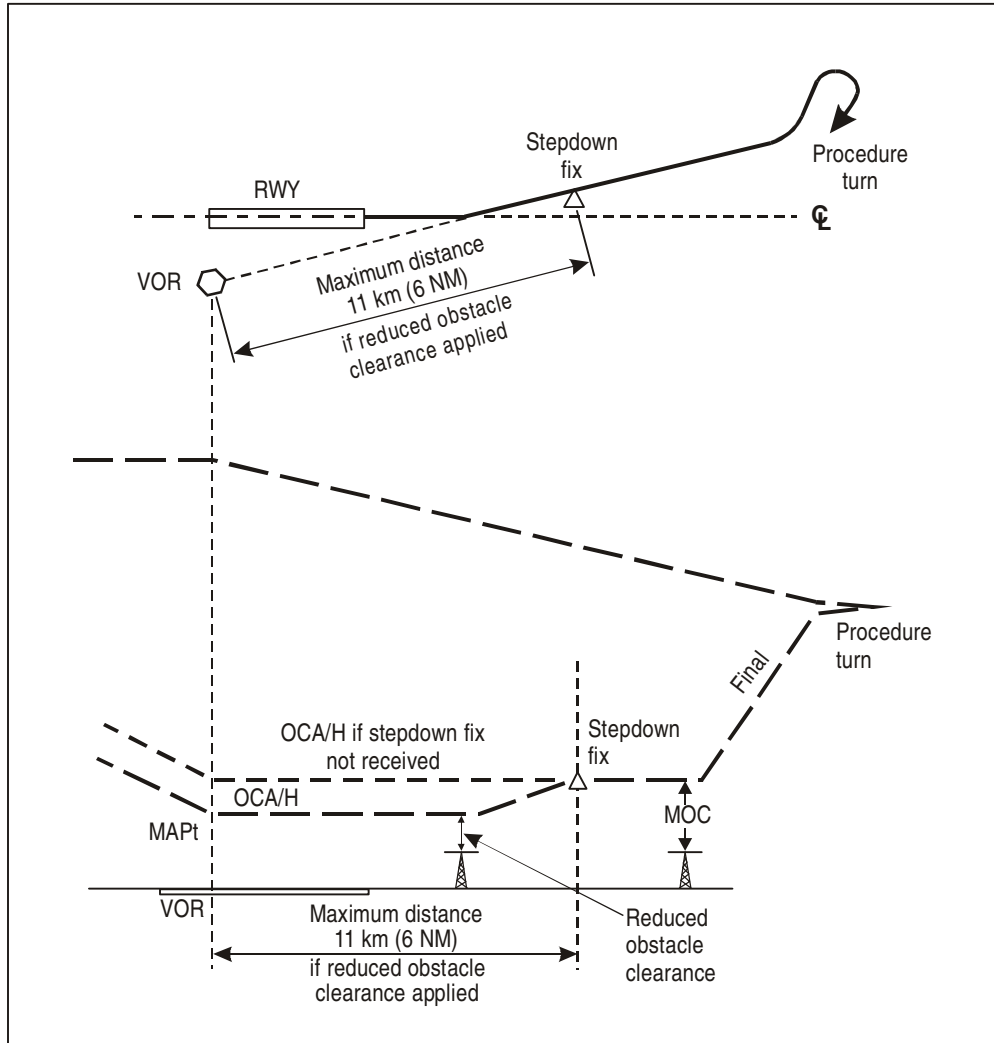 Stepdown
fix
Procedure
turn
RWY
℄
VOR
Maximum distance
11 km (6 NM)
if reduced obstacle
clearance applied
Procedure
turn
Final
OCA/H if stepdown fix
not received
Stepdown
fix
OCA/H
MOC
MAPt
VOR
Maximum distance
11 km (6 NM)
if reduced obstacle
clearance applied
Reduced
obstacle
clearance